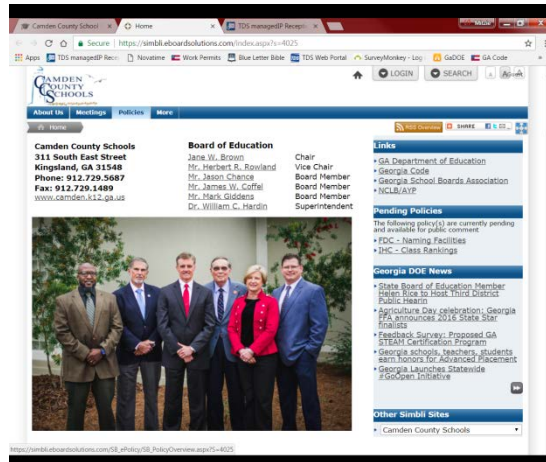 Camden County School
Home
TDS managedIP Recepti
Secure
https://simbli.eboardsolutions.com/index.aspx?s=4025
Apps
TDS managedIP Rece
Novatime
Work Permits
Blue Letter Bible
TDS Web Portal
SurveyMonkey - Log
GaDOE
GA Code
CAMDEN
COUNTY
SCHOOLS
LOGIN
SEARCH
About Us
Meetings
Policies
More
Home
RSS Overview
SHARE
Camden County Schools
311 South East Street
Kingsland, GA 31548
Phone: 912.729.5687
Fax: 912.729.1489
www.camden.k12.ga.us
Board of Education
Jane W. Brown Chair
Mr. Herbert R. Rowland Vice Chair
Mr. Jason Chance Board Member
Mr. James W. Coffel Board Member
Mr. Mark Giddens Board Member
Dr. William C. Hardin Superintendent
Links
GA Department of Education
Georgia Code
Georgia School Boards Association
NCLB/AYP
Pending Policies
The following policy(s) are currently pending
and available for public comment
FDC - Naming Facilities
IHC - Class Rankings
Georgia DOE News
State Board of Education Member
Helen Rice to Host Third District
Public Hearin
Agriculture Day celebration: Georgia
FFA announces 2016 State Star
finalists
Feedback Survey: Proposed GA
STEAM Certification Program
Georgia schools, teachers, students
earn honors for Advanced Placement
Georgia Launches Statewide
#GoOpen Initiative
Other Simbli Sites
Camden County Schools
https://simbli.eboardsolutions.com/SB_ePolicy/SB_PolicyOverview.aspx?S=4025